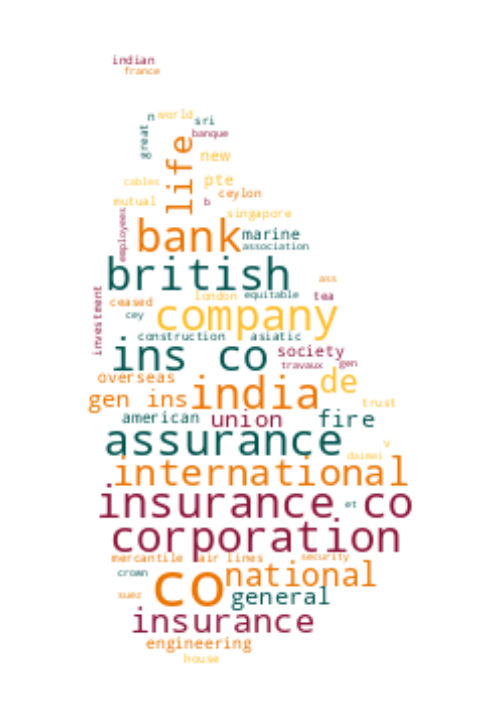 indian
france
n world sri
great banque
life new
cables pte
mutual b ceylon
employees singapore
bank marine
association
british ass
investment london equitable tea
ceased company
cey
construction asiatic
ins co society
travaux gen
overseas de
gen ins india trust
american union fire
assurance v
daimei
international
insurance co et
corporation
mercantile air lines security
crown co national
suez general
insurance
engineering
house